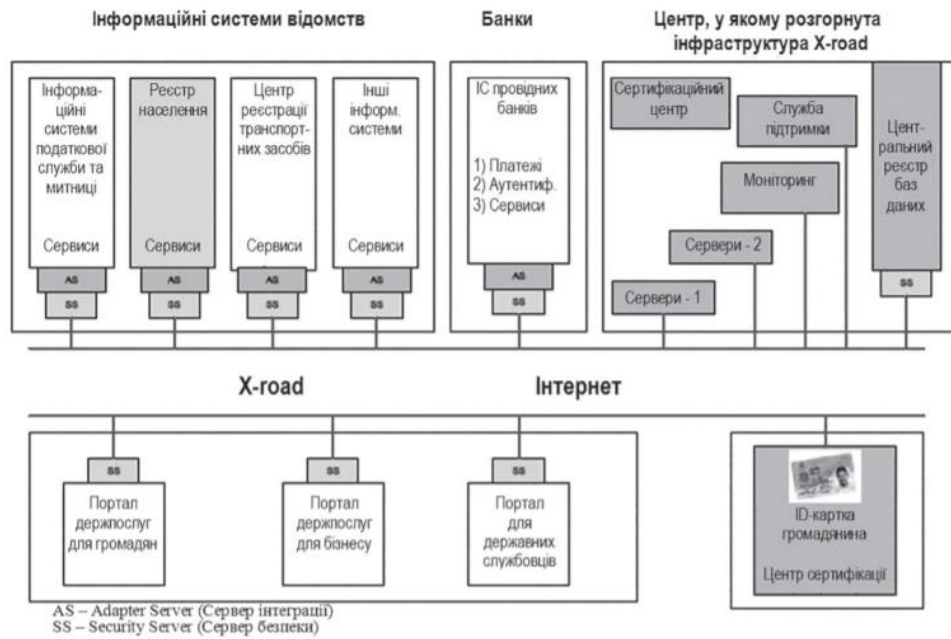 Інформаційні системи відомств
Банки
Центр, у якому розгорнута
інфраструктура X-road
Інформа-
ційні
системи
податкової
служби та
митниці
Сервиси
AS
SS
Реєстр
населення
Сервиси
AS
SS
Центр
реєстрації
транспорт-
них засобів
Сервиси
AS
SS
Інші
інформ.
системи
Сервиси
AS
SS
ІС провідних
банків
1) Платежі
2) Аутентиф.
3) Сервиси
AS
SS
Сертифікаційний
центр
Служба
підтримки
Моніторинг
Сервери - 2
Сервери - 1
Цент-
ральний
реєстр
баз
даних
SS
X-road
Інтернет
SS
Портал
держпослуг
для громадян
SS
Портал
держпослуг
для бізнесу
SS
Портал
для
державних
службовців
ID-картка
громадянина
Центр сертифікації
AS – Adapter Server (Сервер інтеграції)
SS – Security Server (Сервер безпеки)